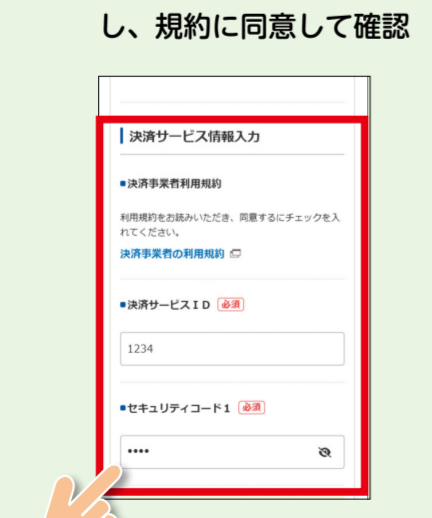 し、規約に同意して確認
決済サービス情報入力
■決済事業者利用規約
利用規約をお読みいただき、同意するにチェックを入
れてください。
決済事業者の利用規約
■決済サービスＩＤ 必須
1234
■セキュリティコード１ 必須
••••